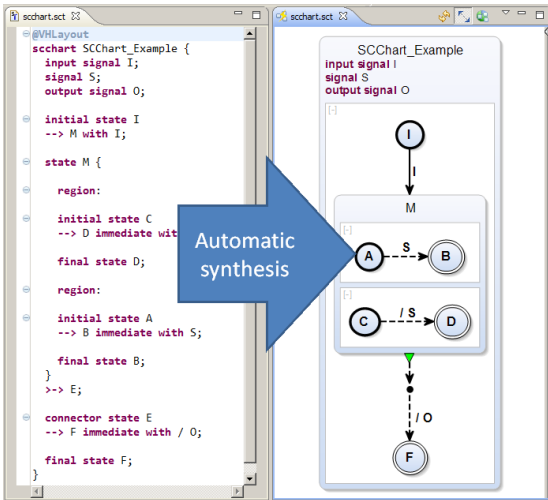 scchart.sct
@VHLayout
scchart SCChart_Example {
input signal I;
signal S;
output signal O;
initial state I
--> M with I;
state M {
region:
initial state C
--> D immediate wit
final state D;
region:
initial state A
--> B immediate with S;
final state B;
}
>-> E;
connector state E
--> F immediate with / O;
final state F;
}
Automatic
synthesis
scchart.sct
SCChart_Example
input signal I
signal S
output signal O
[-]
I
I
M
[-]
A
S
B
[-]
C
/ S
D
/ O
F